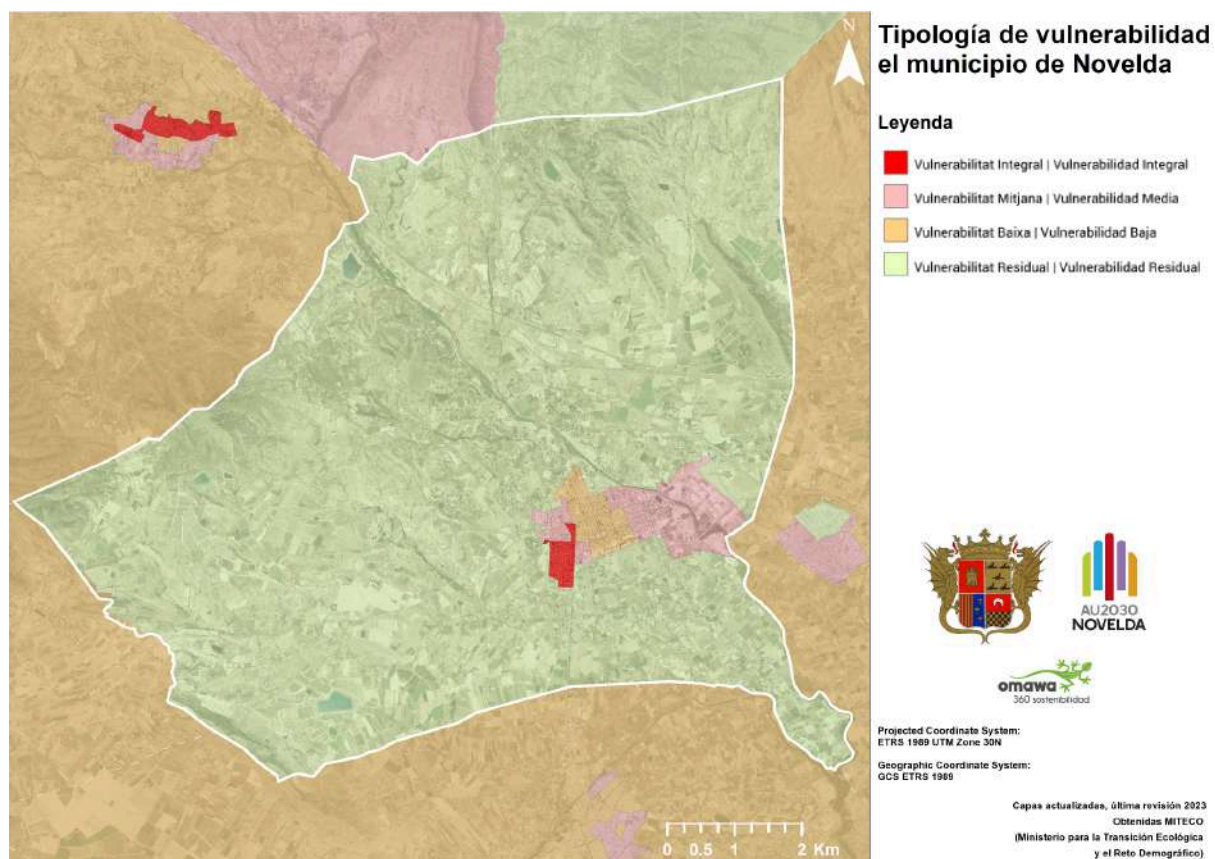 N
Tipología de vulnerabilidad
el municipio de Novelda
Leyenda
Vulnerabilitat Integral | Vulnerabilidad Integral
Vulnerabilitat Mitjana | Vulnerabilidad Media
Vulnerabilitat Baixa | Vulnerabilidad Baja
Vulnerabilitat Residual | Vulnerabilidad Residual
AU2030
NOVELDA
omawa
360 sostenibilidad
Projected Coordinate System:
ETRS 1989 UTM Zone 30N
Geographic Coordinate System:
GCS ETRS 1989
Capas actualizadas, última revisión 2023
Obtenidas MITECO
(Ministerio para la Transición Ecológica
y el Reto Demográfico)
0 0.5 1 2 Km